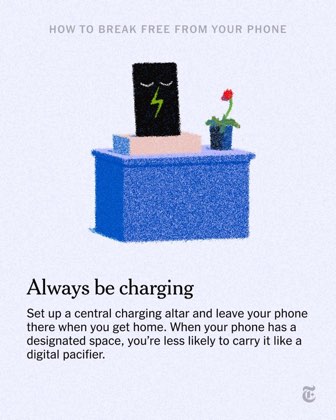 HOW TO BREAK FREE FROM YOUR PHONE
Always be charging
Set up a central charging altar and leave your phone
there when you get home. When your phone has a
designated space, you’re less likely to carry it like a
digital pacifier.
T